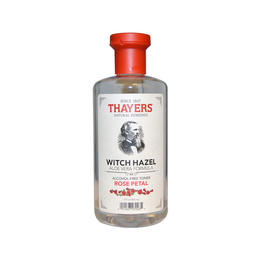 SINCE 1847
THAYERS
NATURAL REMEDIES
WITCH HAZEL
ALOE VERA FORMULA
ALCOHOL-FREE TONER
ROSE PETAL